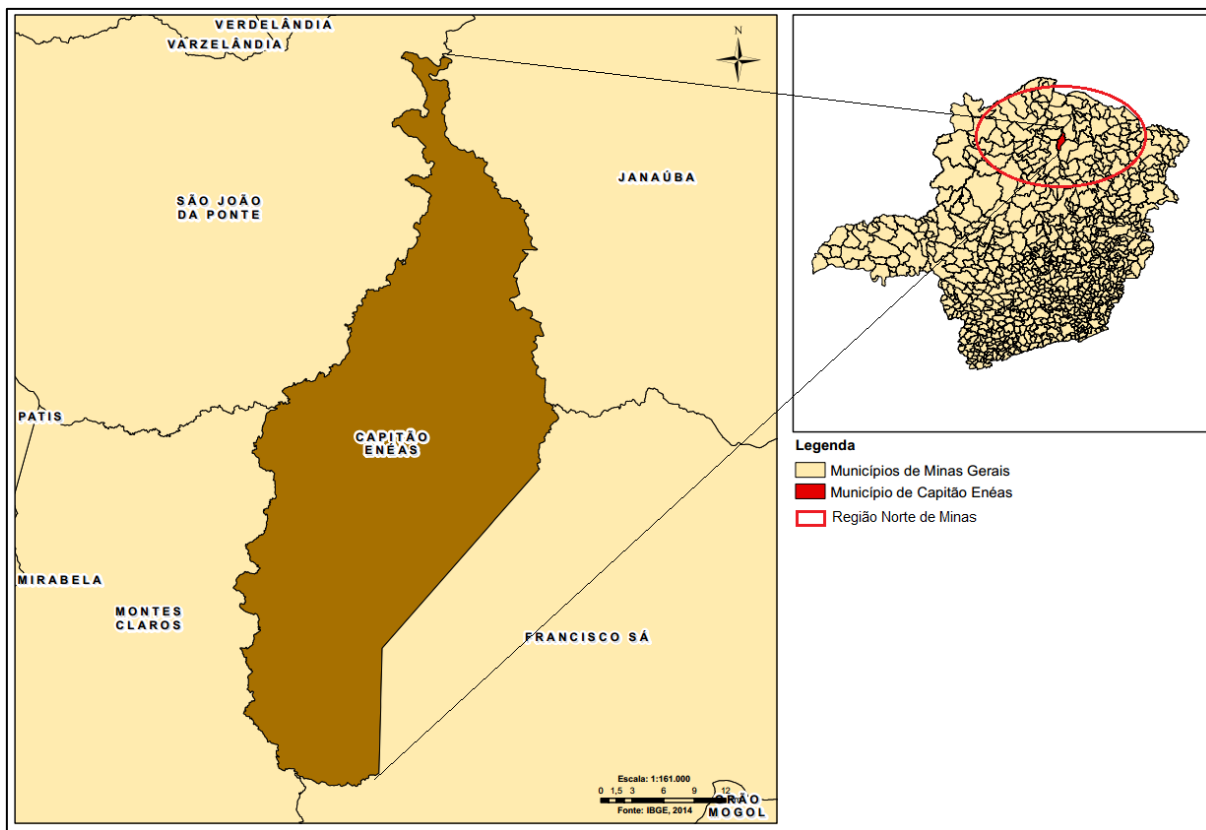 VERDELÂNDIA
VARZELÂNDIA
N
JANAÚBA
SÃO JOÃO
DA PONTE
PATIS
CAPITÃO
ENÉAS
MIRABELA
MONTES
CLAROS
FRANCISCO SÁ
Escala: 1:161.000
0 1,5 3 6 9 12
Fonte: IBGE, 2014
MOGOL
Legenda
Municípios de Minas Gerais
Município de Capitão Enéas
Região Norte de Minas